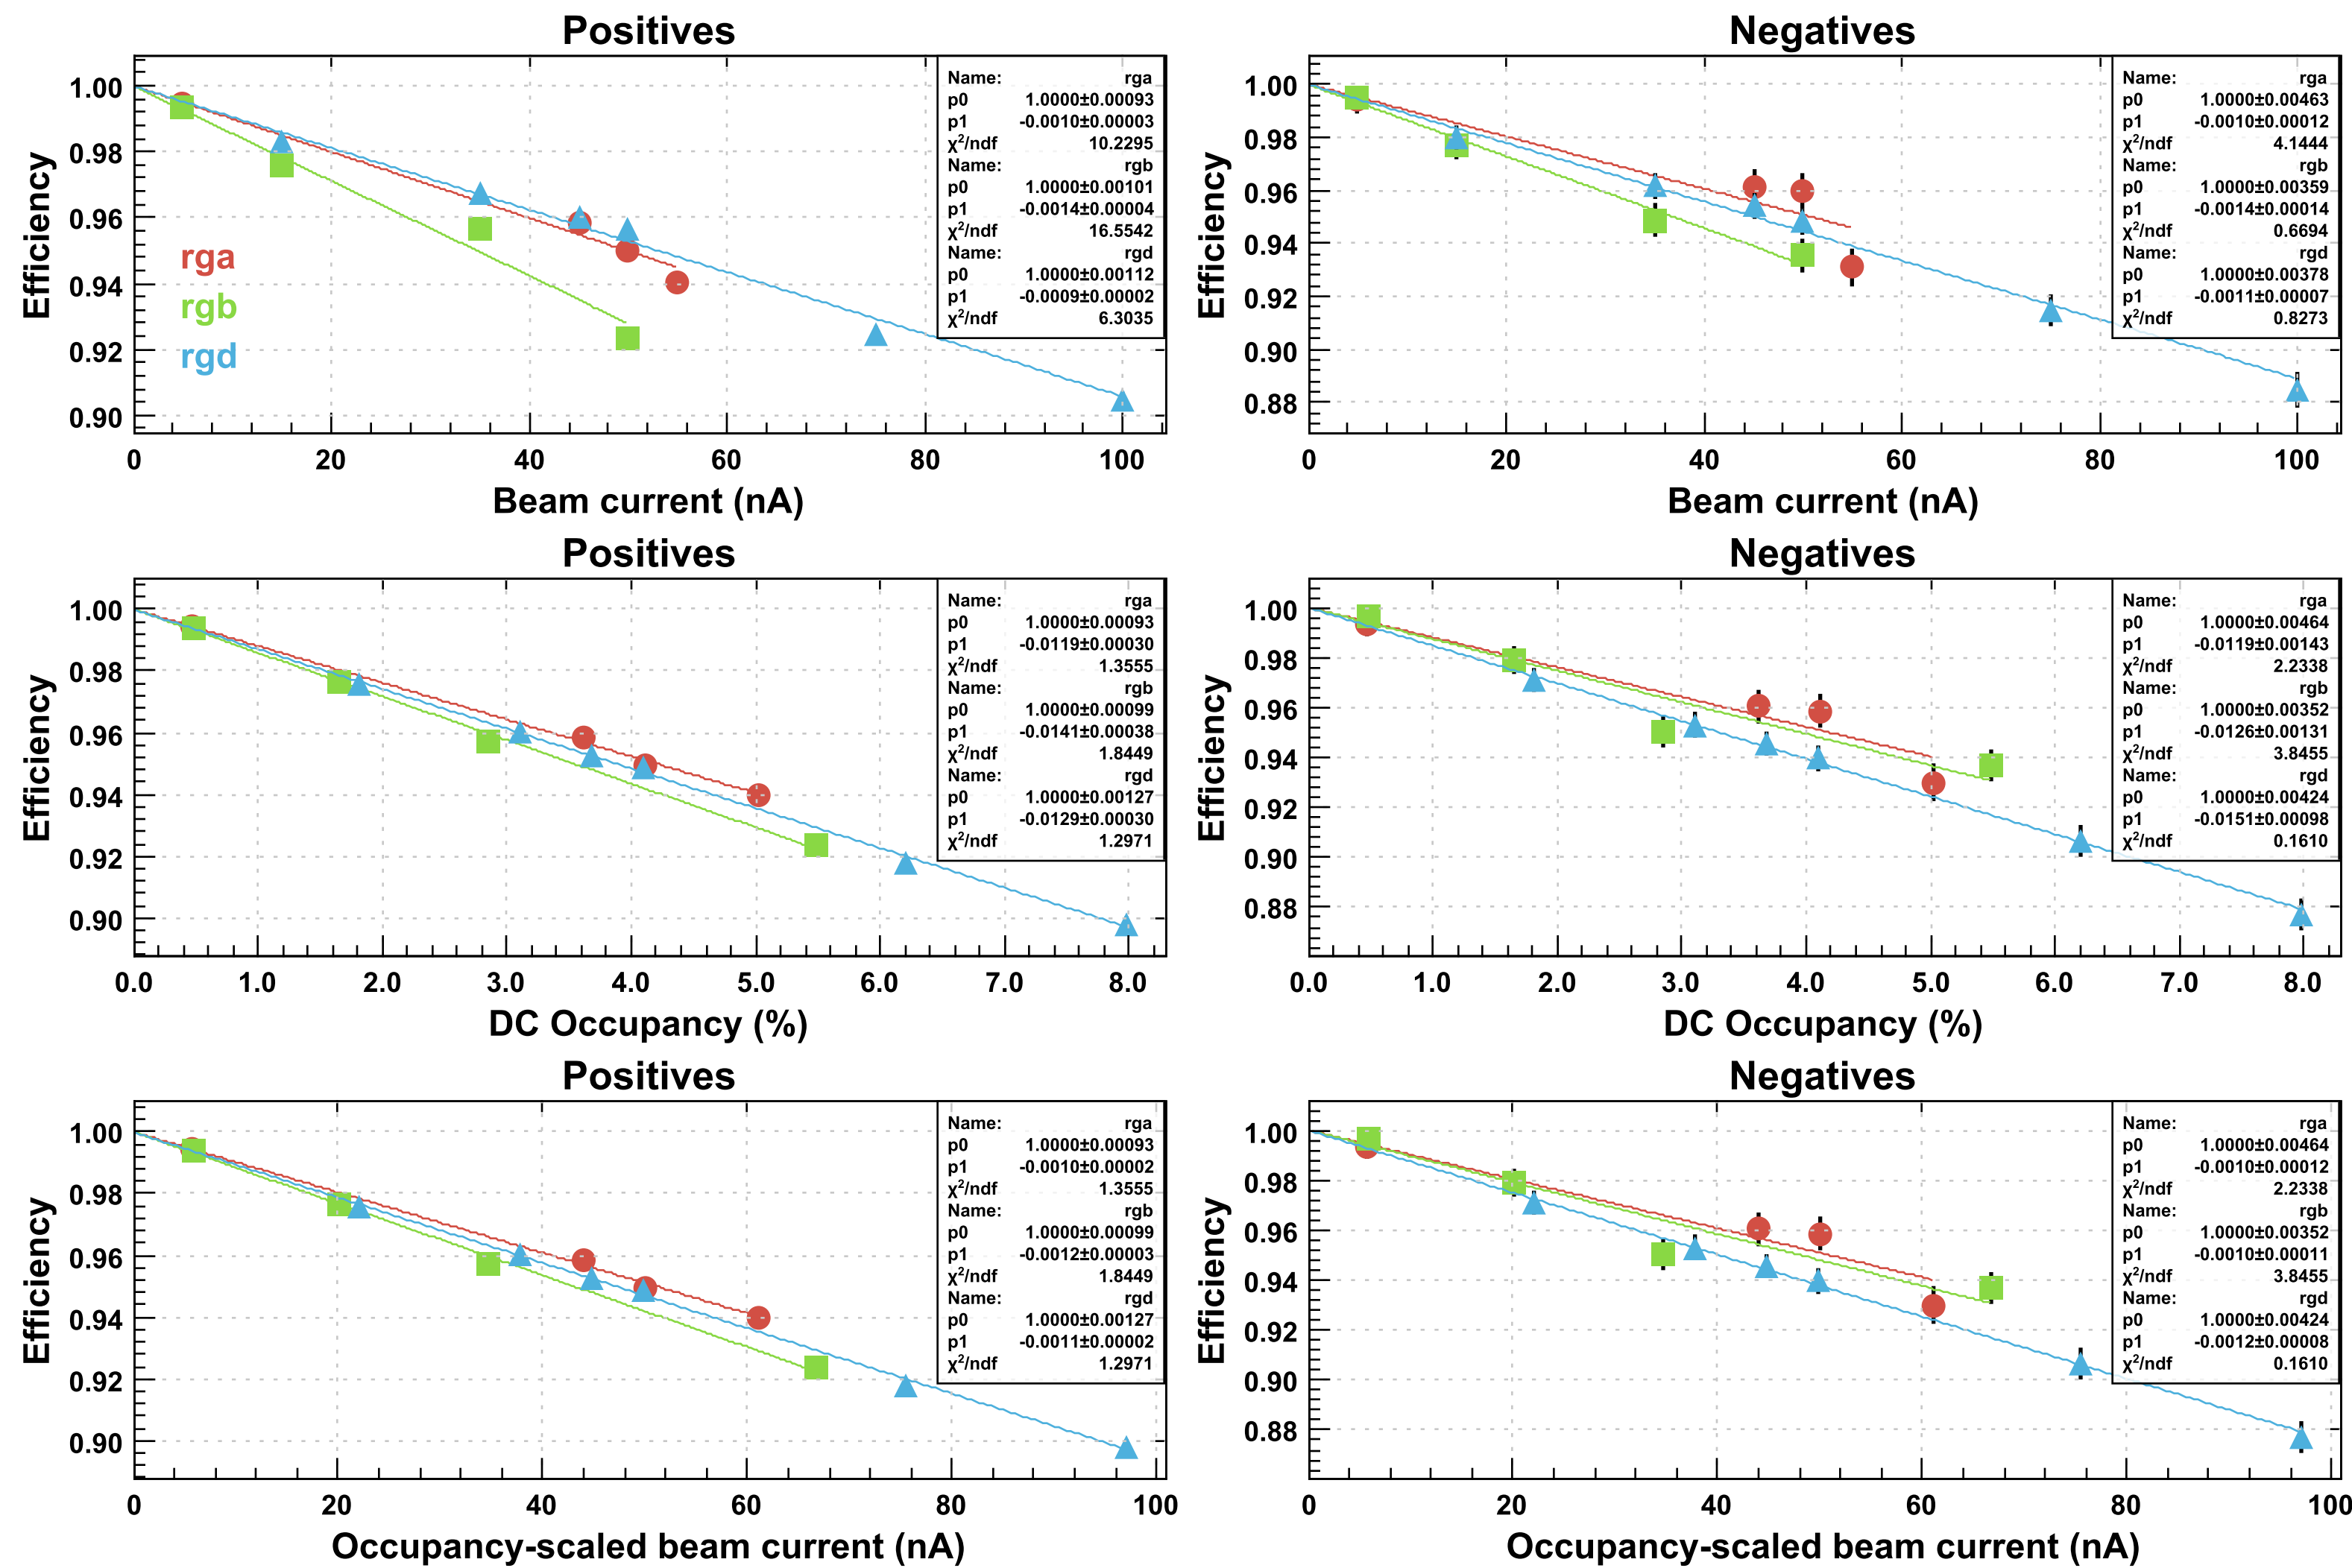 Positives
Efficiency
1.00
0.98
0.96
0.94
0.92
0.90
rga
rgb
rgd
Name: rga
p0 1.0000±0.00093
p1 -0.0010±0.00003
χ²/ndf 10.2295
Name: rgb
p0 1.0000±0.00101
p1 -0.0014±0.00004
χ²/ndf 16.5542
Name: rgd
p0 1.0000±0.00112
p1 -0.0009±0.00002
χ²/ndf 6.3035
0 20 40 60 80 100
Beam current (nA)
Negatives
Efficiency
1.00
0.98
0.96
0.94
0.92
0.90
0.88
Name: rga
p0 1.0000±0.00463
p1 -0.0010±0.00012
χ²/ndf 4.1444
Name: rgb
p0 1.0000±0.00359
p1 -0.0014±0.00014
χ²/ndf 0.6694
Name: rgd
p0 1.0000±0.00378
p1 -0.0011±0.00007
χ²/ndf 0.8273
0 20 40 60 80 100
Beam current (nA)
Positives
Efficiency
1.00
0.98
0.96
0.94
0.92
0.90
Name: rga
p0 1.0000±0.00093
p1 -0.0119±0.00030
χ²/ndf 1.3555
Name: rgb
p0 1.0000±0.00099
p1 -0.0141±0.00038
χ²/ndf 1.8449
Name: rgd
p0 1.0000±0.00127
p1 -0.0129±0.00030
χ²/ndf 1.2971
0.0 1.0 2.0 3.0 4.0 5.0 6.0 7.0 8.0
DC Occupancy (%)
Negatives
Efficiency
1.00
0.98
0.96
0.94
0.92
0.90
0.88
Name: rga
p0 1.0000±0.00464
p1 -0.0119±0.00143
χ²/ndf 2.2338
Name: rgb
p0 1.0000±0.00352
p1 -0.0126±0.00131
χ²/ndf 3.8455
Name: rgd
p0 1.0000±0.00424
p1 -0.0151±0.00098
χ²/ndf 0.1610
0.0 1.0 2.0 3.0 4.0 5.0 6.0 7.0 8.0
DC Occupancy (%)
Positives
Efficiency
1.00
0.98
0.96
0.94
0.92
0.90
Name: rga
p0 1.0000±0.00093
p1 -0.0010±0.00002
χ²/ndf 1.3555
Name: rgb
p0 1.0000±0.00099
p1 -0.0012±0.00003
χ²/ndf 1.8449
Name: rgd
p0 1.0000±0.00127
p1 -0.0011±0.00002
χ²/ndf 1.2971
0 20 40 60 80 100
Occupancy-scaled beam current (nA)
Negatives
Efficiency
1.00
0.98
0.96
0.94
0.92
0.90
0.88
Name: rga
p0 1.0000±0.00464
p1 -0.0010±0.00012
χ²/ndf 2.2338
Name: rgb
p0 1.0000±0.00352
p1 -0.0010±0.00011
χ²/ndf 3.8455
Name: rgd
p0 1.0000±0.00424
p1 -0.0012±0.00008
χ²/ndf 0.1610
0 20 40 60 80 100
Occupancy-scaled beam current (nA)